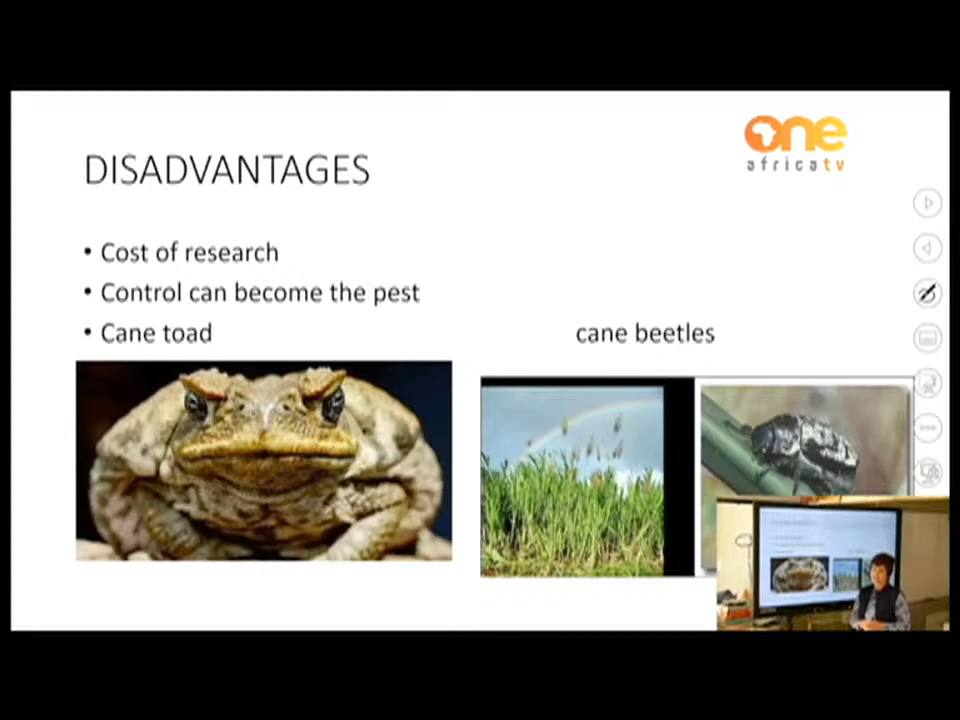 one
africatv
DISADVANTAGES
• Cost of research
• Control can become the pest
• Cane toad
cane beetles